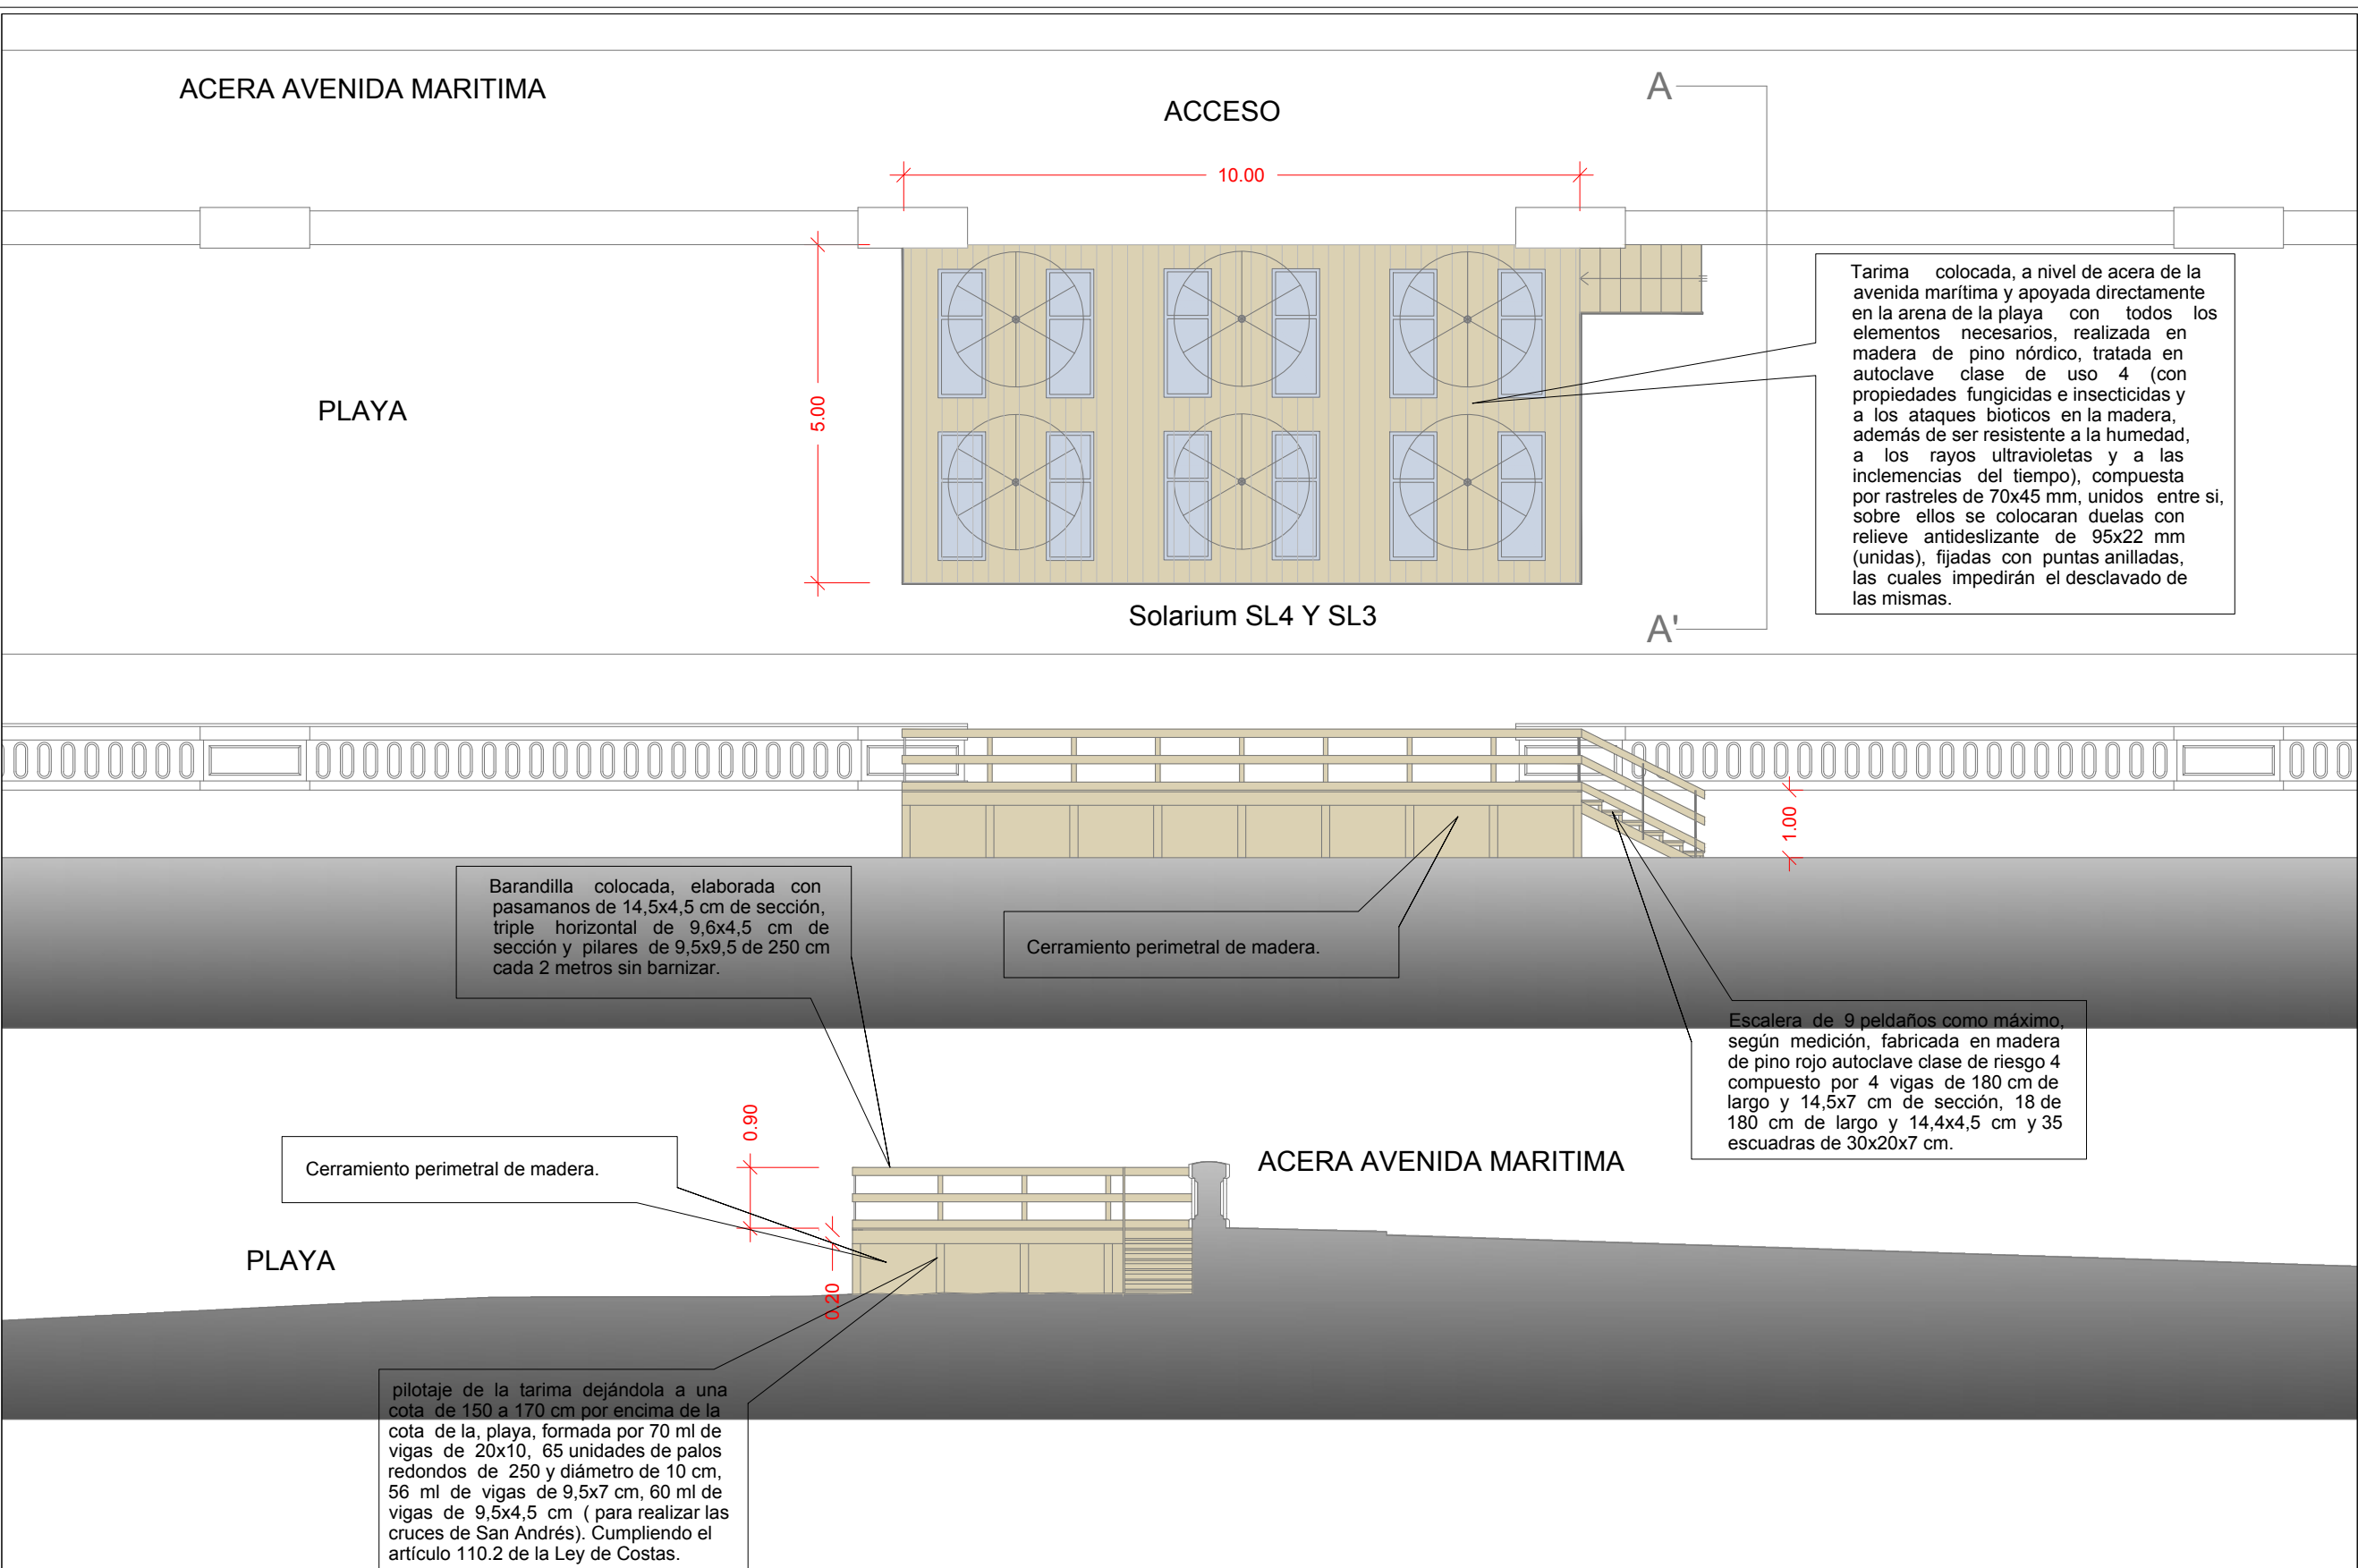 ACERA AVENIDA MARITIMA
ACCESO
A
10.00
5.00
PLAYA
Tarima colocada, a nivel de acera de la
avenida marítima y apoyada directamente
en la arena de la playa con todos los
elementos necesarios, realizada en
madera de pino nórdico, tratada en
autoclave clase de uso 4 (con
propiedades fungicidas e insecticidas y
a los ataques bioticos en la madera,
además de ser resistente a la humedad,
a los rayos ultravioletas y a las
inclemencias del tiempo), compuesta
por rastreles de 70x45 mm, unidos entre si,
sobre ellos se colocaran duelas con
relieve antideslizante de 95x22 mm
(unidas), fijadas con puntas anilladas,
las cuales impedirán el desclavado de
las mismas.
Solarium SL4 Y SL3
A'
1.00
Barandilla colocada, elaborada con
pasamanos de 14,5x4,5 cm de sección,
triple horizontal de 9,6x4,5 cm de
sección y pilares de 9,5x9,5 de 250 cm
cada 2 metros sin barnizar.
Cerramiento perimetral de madera.
Escalera de 9 peldaños como máximo,
según medición, fabricada en madera
de pino rojo autoclave clase de riesgo 4
compuesto por 4 vigas de 180 cm de
largo y 14,5x7 cm de sección, 18 de
180 cm de largo y 14,4x4,5 cm y 35
escuadras de 30x20x7 cm.
0.90
Cerramiento perimetral de madera.
ACERA AVENIDA MARITIMA
PLAYA
0.20
pilotaje de la tarima dejándola a una
cota de 150 a 170 cm por encima de la
cota de la, playa, formada por 70 ml de
vigas de 20x10, 65 unidades de palos
redondos de 250 y diámetro de 10 cm,
56 ml de vigas de 9,5x7 cm, 60 ml de
vigas de 9,5x4,5 cm ( para realizar las
cruces de San Andrés). Cumpliendo el
artículo 110.2 de la Ley de Costas.